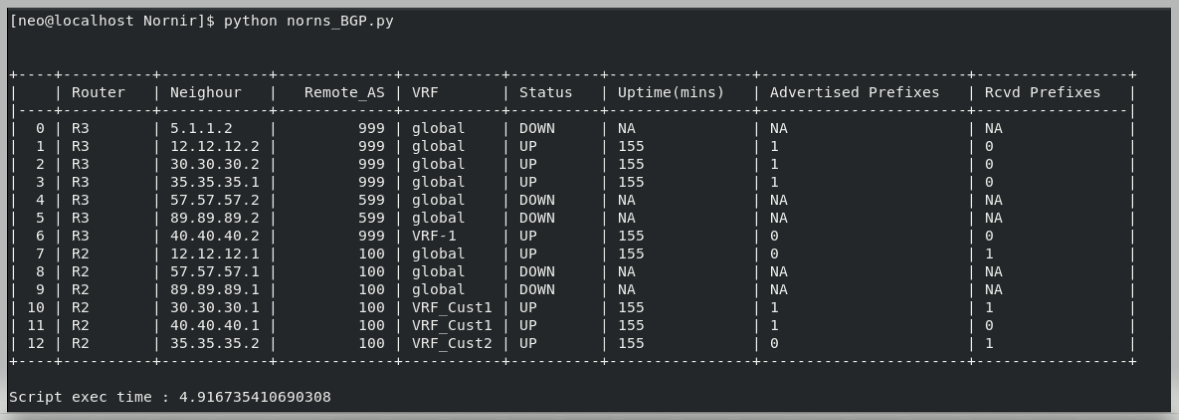 [neo@localhost Nornir]$ python norns_BGP.py
+----+----------+------------+-------------+-----------+----------+----------------+-----------------------+-----------------+
|    | Router   | Neighour   |   Remote_AS | VRF       | Status   | Uptime(mins)   | Advertised Prefixes   | Rcvd Prefixes   |
|----+----------+------------+-------------+-----------+----------+----------------+-----------------------+-----------------|
|  0 | R3       | 5.1.1.2    |         999 | global    | DOWN     | NA             | NA                    | NA              |
|  1 | R3       | 12.12.12.2 |         999 | global    | UP       | 155            | 1                     | 0               |
|  2 | R3       | 30.30.30.2 |         999 | global    | UP       | 155            | 1                     | 0               |
|  3 | R3       | 35.35.35.1 |         999 | global    | UP       | 155            | 1                     | 0               |
|  4 | R3       | 57.57.57.2 |         599 | global    | DOWN     | NA             | NA                    | NA              |
|  5 | R3       | 89.89.89.2 |         599 | global    | DOWN     | NA             | NA                    | NA              |
|  6 | R3       | 40.40.40.2 |         999 | VRF-1     | UP       | 155            | 0                     | 0               |
|  7 | R2       | 12.12.12.1 |         100 | global    | UP       | 155            | 0                     | 1               |
|  8 | R2       | 57.57.57.1 |         100 | global    | DOWN     | NA             | NA                    | NA              |
|  9 | R2       | 89.89.89.1 |         100 | global    | DOWN     | NA             | NA                    | NA              |
| 10 | R2       | 30.30.30.1 |         100 | VRF_Cust1 | UP       | 155            | 1                     | 1               |
| 11 | R2       | 40.40.40.1 |         100 | VRF_Cust1 | UP       | 155            | 1                     | 0               |
| 12 | R2       | 35.35.35.2 |         100 | VRF_Cust2 | UP       | 155            | 0                     | 1               |
+----+----------+------------+-------------+-----------+----------+----------------+-----------------------+-----------------+
Script exec time : 4.916735410690308